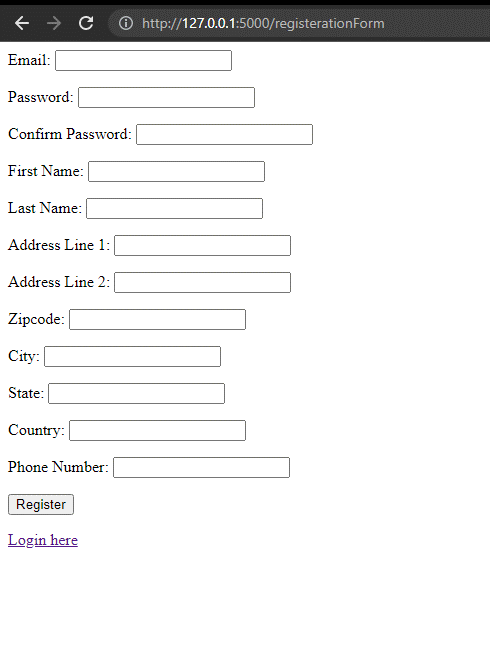 http://127.0.0.1:5000/registerationForm
Email:
Password:
Confirm Password:
First Name:
Last Name:
Address Line 1:
Address Line 2:
Zipcode:
City:
State:
Country:
Phone Number:
Register
Login here